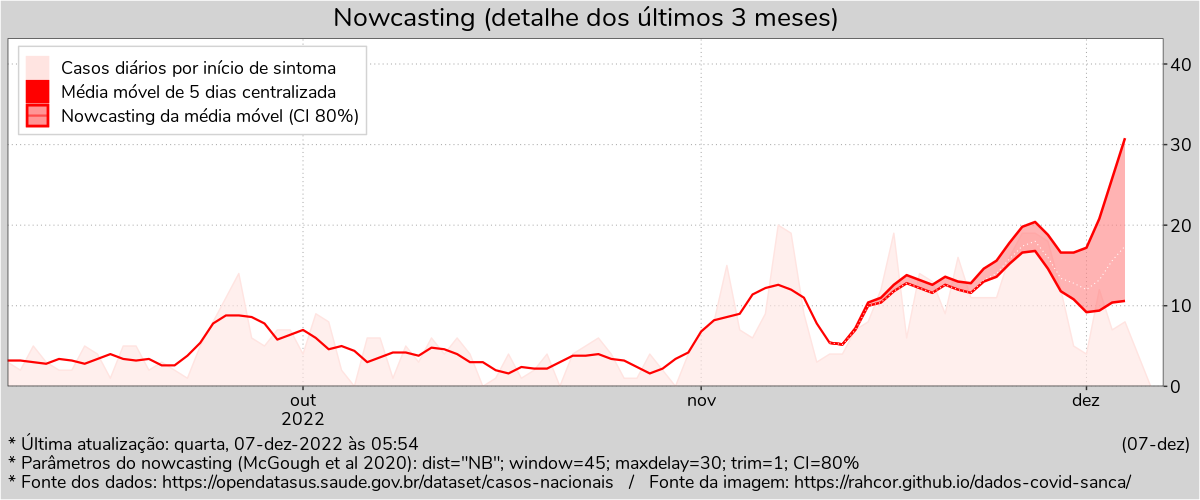 Nowcasting (detalhe dos últimos 3 meses)
Casos diários por início de sintoma
Média móvel de 5 dias centralizada
Nowcasting da média móvel (CI 80%)
40
30
20
10
0
out
2022
nov
dez
* Última atualização: quarta, 07-dez-2022 às 05:54
(07-dez)
* Parâmetros do nowcasting (McGough et al 2020): dist="NB"; window=45; maxdelay=30; trim=1; CI=80%
* Fonte dos dados: https://opendatasus.saude.gov.br/dataset/casos-nacionais / Fonte da imagem: https://rahcor.github.io/dados-covid-sanca/